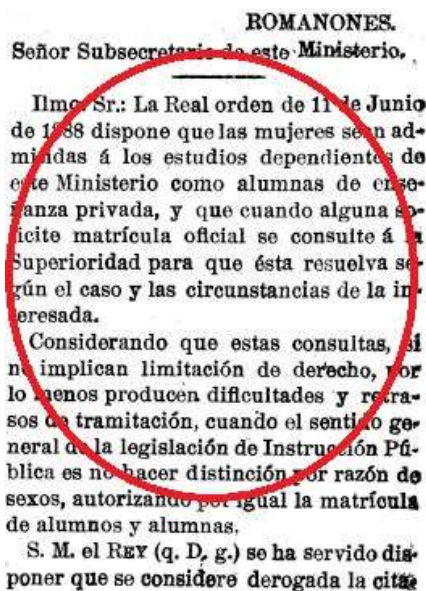 ROMANONES.
Señor Subsecretario de este Ministerio.
Ilmo. Sr.: La Real orden de 11 de Junio
de 1888 dispone que las mujeres sean ad-
mitidas á los estudios dependientes de
este Ministerio como alumnas de ense-
ñanza privada, y que cuando alguna so-
licite matrícula oficial se consulte á la
Superioridad para que ésta resuelva se-
gún el caso y las circunstancias de la in-
teresada.
Considerando que estas consultas, si
no implican limitación de derecho, por
lo menos producen dificultades y retra-
sos de tramitación, cuando el sentido ge-
neral de la legislación de Instrucción Pú-
blica es no hacer distinción por razón de
sexos, autorizando por igual la matrícula
de alumnos y alumnas,
S. M. el REY (q. D. g.) se ha servido dis-
poner que se considere derogada la cita-